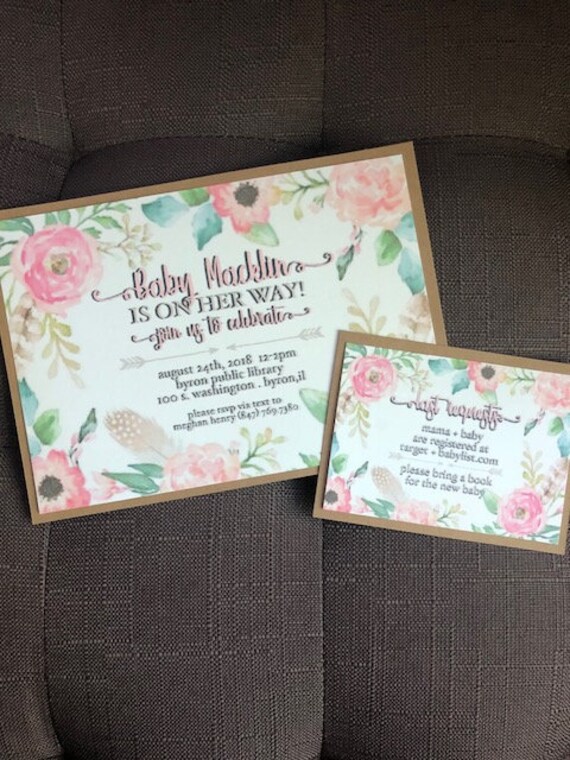 Baby Macklin
IS ON HER WAY!
Join us to celebrate
august 24th, 2018 12-2pm
byron public library
100 s. washington . byron,il
please rsvp via text to
meghan henry (847) 769.7380
requests
mama + baby
are registered at
target + babylist.com
please bring a book
for the new baby